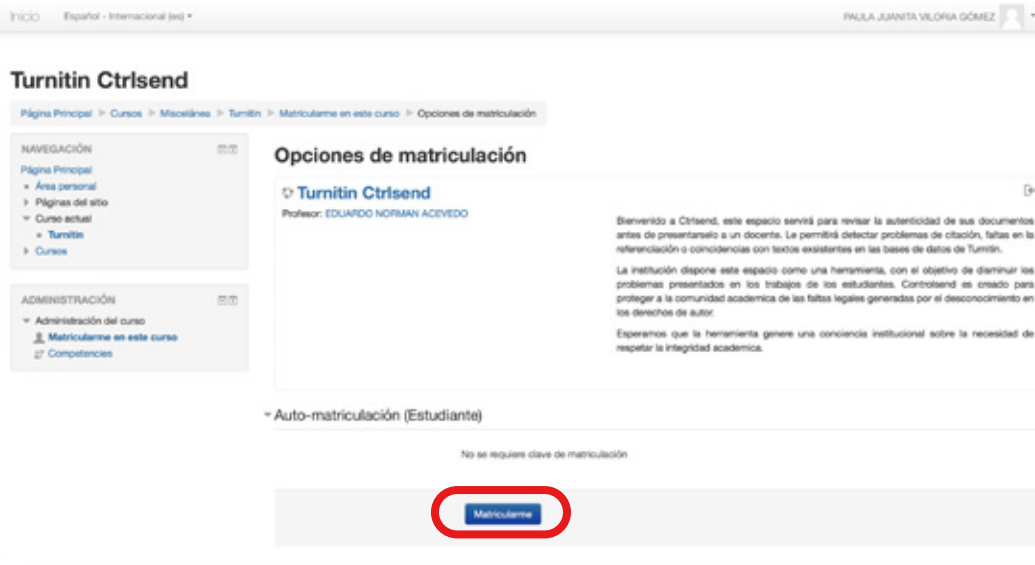 Inicio Español - Internacional (es)
PAULA JUANITA VILORIA GÓMEZ
Turnitin Ctrlsend
Página Principal Cursos Miscelánea Turnitin Matricularme en este curso Opciones de matriculación
NAVEGACIÓN
Página Principal
Área personal
Páginas del sitio
Curso actual
Turnitin
Cursos
ADMINISTRACIÓN
Administración del curso
Matricularme en este curso
Competencies
Opciones de matriculación
Turnitin Ctrlsend
Profesor: EDUARDO NORMAN ACEVEDO
Bienvenido a Ctrlsend, este espacio servirá para revisar la autenticidad de sus documentos
antes de presentarselo a un docente. Le permitirá detectar problemas de citación, faltas en la
referenciación o coincidencias con textos exsistentes en las bases de datos de Turnitin.
La institución dispone este espacio como una herramienta, con el objetivo de disminuir los
problemas presentados en los trabajos de los estudiantes. Controlsend es creado para
proteger a la comunidad academica de las faltas legales generadas por el desconocimiento en
los derechos de autor.
Esperamos que la herramienta genere una conciencia institucional sobre la necesidad de
respetar la integridad academica.
Auto-matriculación (Estudiante)
No se requiere clave de matriculación
Matricularme